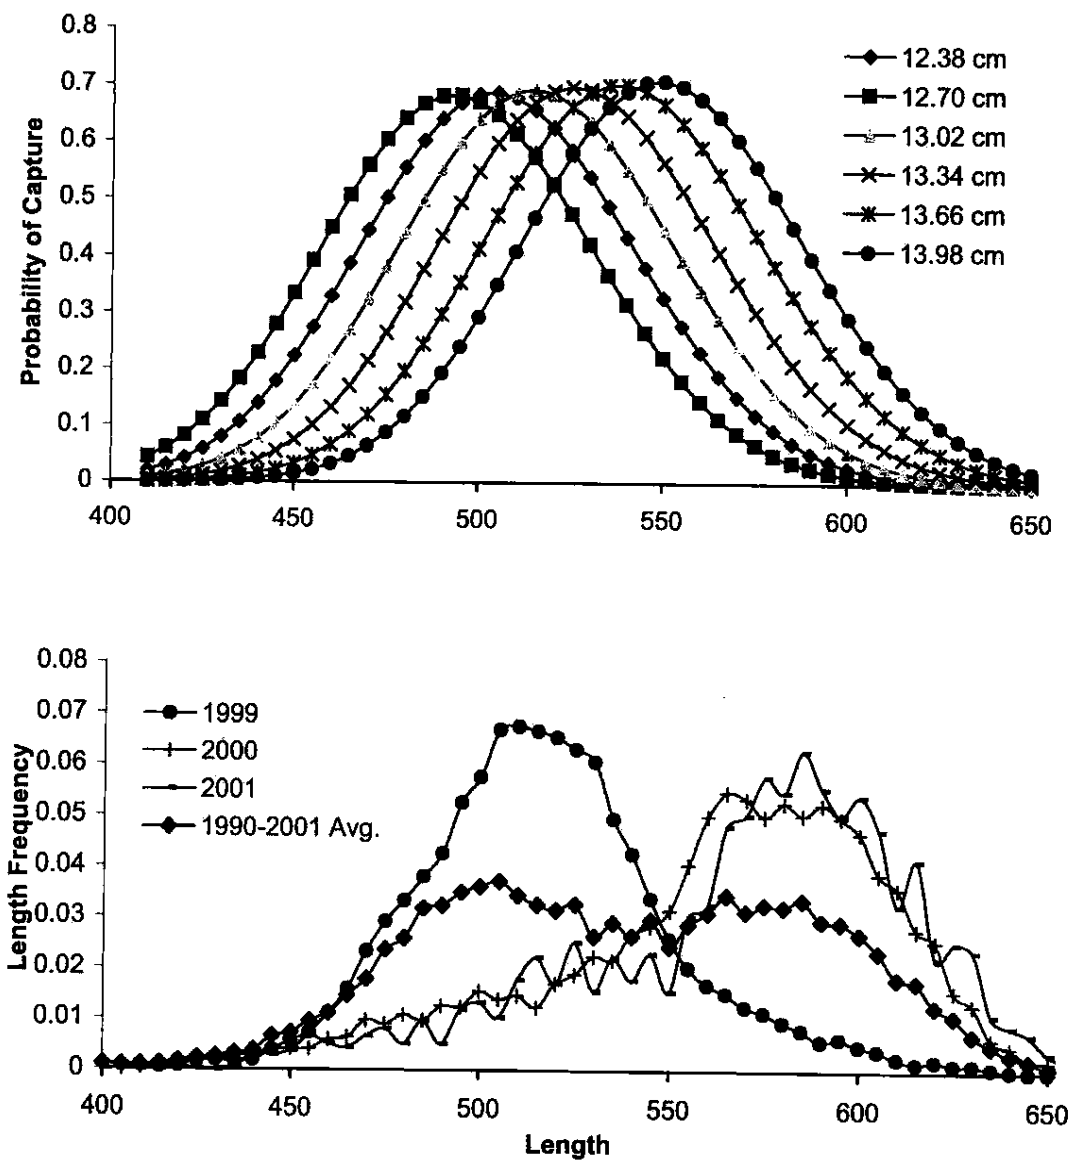 Probability of Capture
0.8
0.7
0.6
0.5
0.4
0.3
0.2
0.1
0
400 450 500 550 600 650
12.38 cm
12.70 cm
13.02 cm
13.34 cm
13.66 cm
13.98 cm
Length Frequency
0.08
0.07
0.06
0.05
0.04
0.03
0.02
0.01
0
1999
2000
2001
1990-2001 Avg.
400 450 500 550 600 650
Length